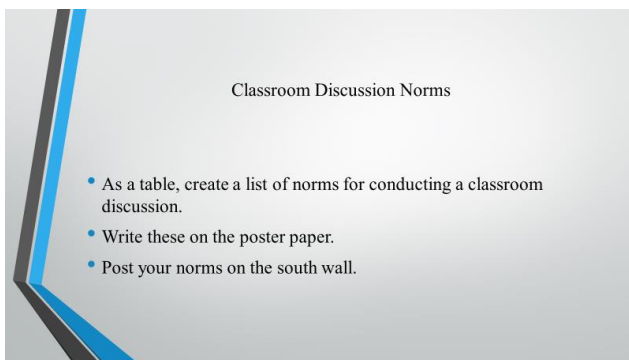 Classroom Discussion Norms
• As a table, create a list of norms for conducting a classroom
discussion.
• Write these on the poster paper.
• Post your norms on the south wall.